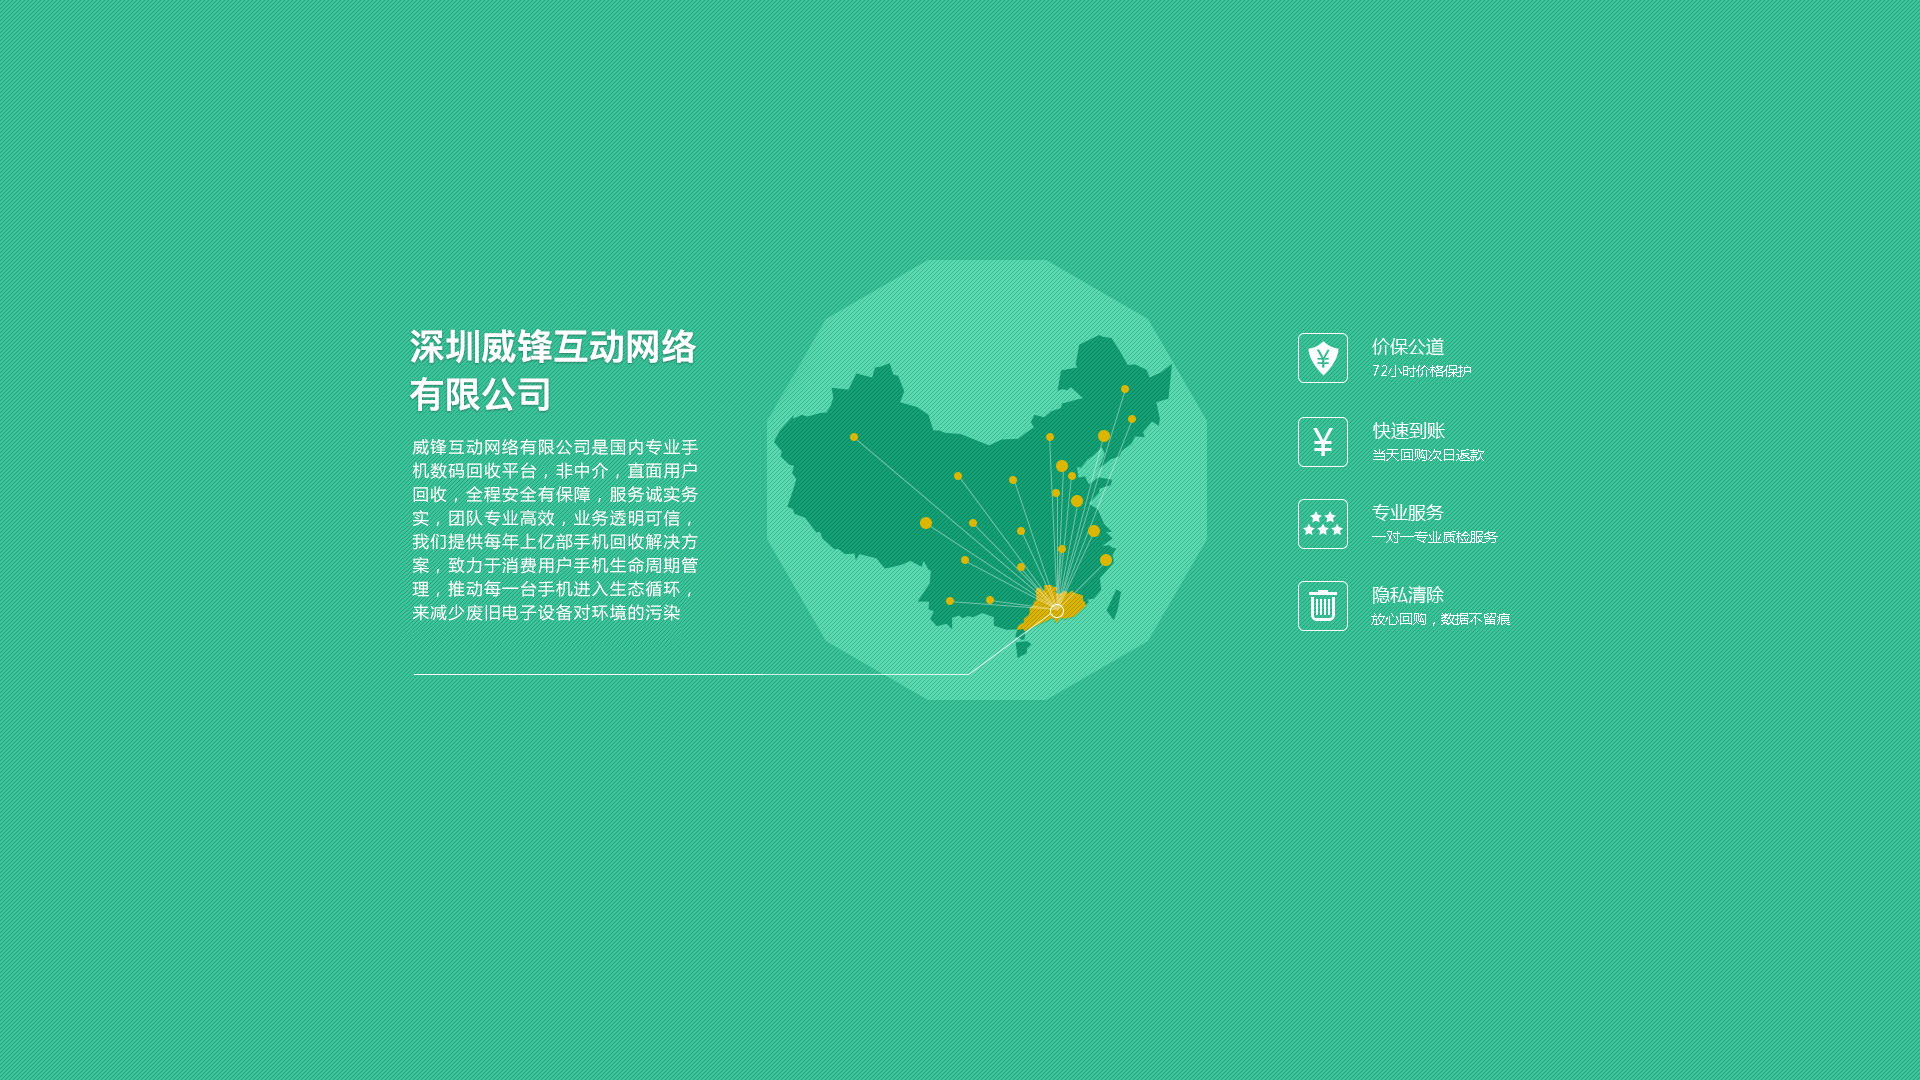 深圳威锋互动网络
有限公司
威锋互动网络有限公司是国内专业手
机数码回收平台，非中介，直面用户
回收，全程安全有保障，服务诚实务
实，团队专业高效，业务透明可信，
我们提供每年上亿部手机回收解决方
案，致力于消费用户手机生命周期管
理，推动每一台手机进入生态循环，
来减少废旧电子设备对环境的污染
价保公道
72小时价格保护
快速到账
当天回购次日返款
专业服务
一对一专业质检服务
隐私清除
放心回购，数据不留痕